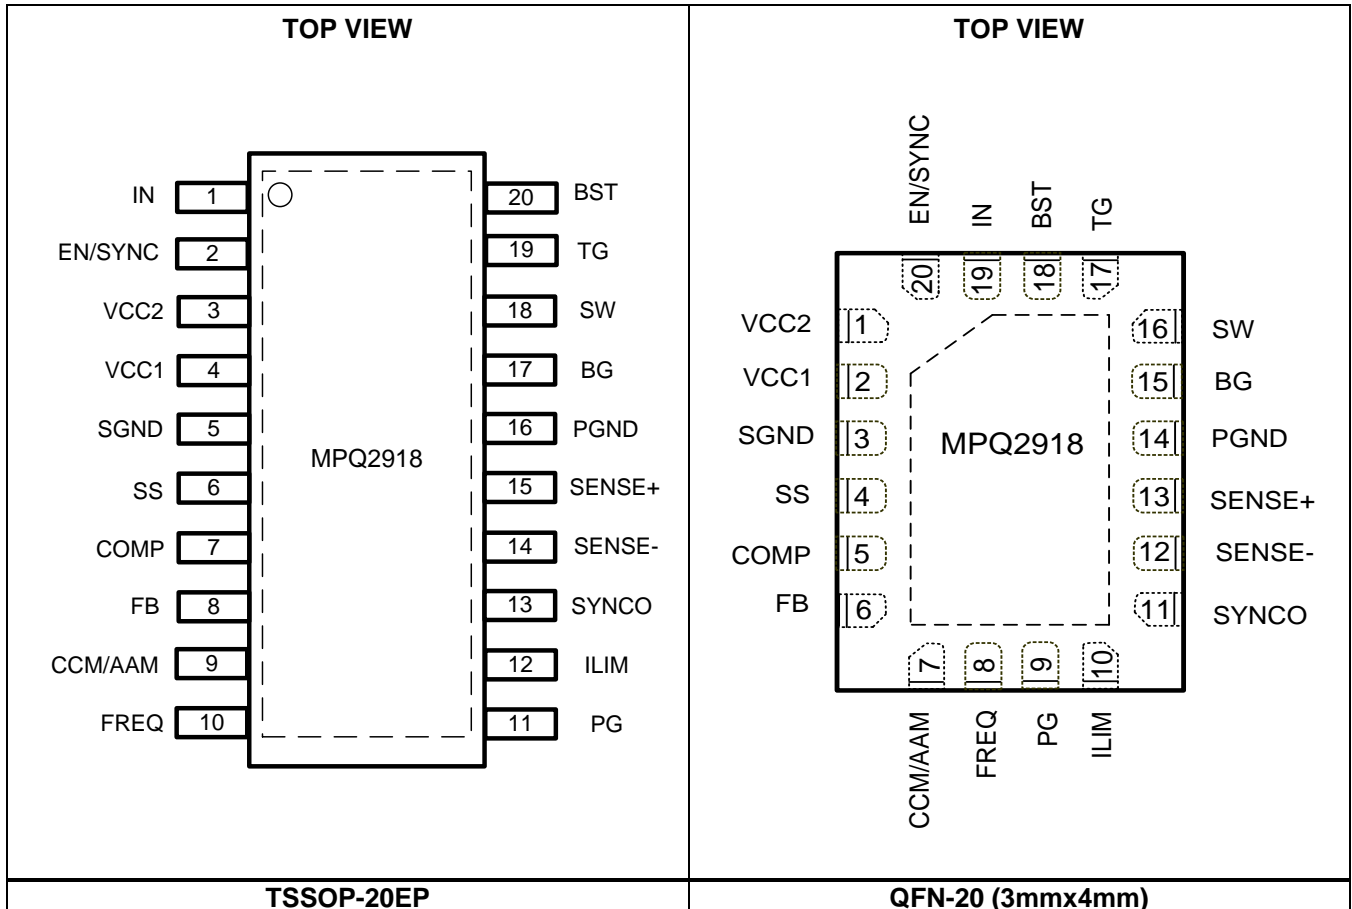 TOP VIEW
IN 1
EN/SYNC 2
VCC2 3
VCC1 4
SGND 5
SS 6
COMP 7
FB 8
CCM/AAM 9
FREQ 10
MPQ2918
20 BST
19 TG
18 SW
17 BG
16 PGND
15 SENSE+
14 SENSE-
13 SYNCO
12 ILIM
11 PG
TSSOP-20EP
TOP VIEW
EN/SYNC
IN
BST
TG
20
19
18
17
VCC2 1
VCC1 2
SGND 3
SS 4
COMP 5
FB 6
MPQ2918
16 SW
15 BG
14 PGND
13 SENSE+
12 SENSE-
11 SYNCO
7
8
9
10
CCM/AAM
FREQ
PG
ILIM
QFN-20 (3mmx4mm)